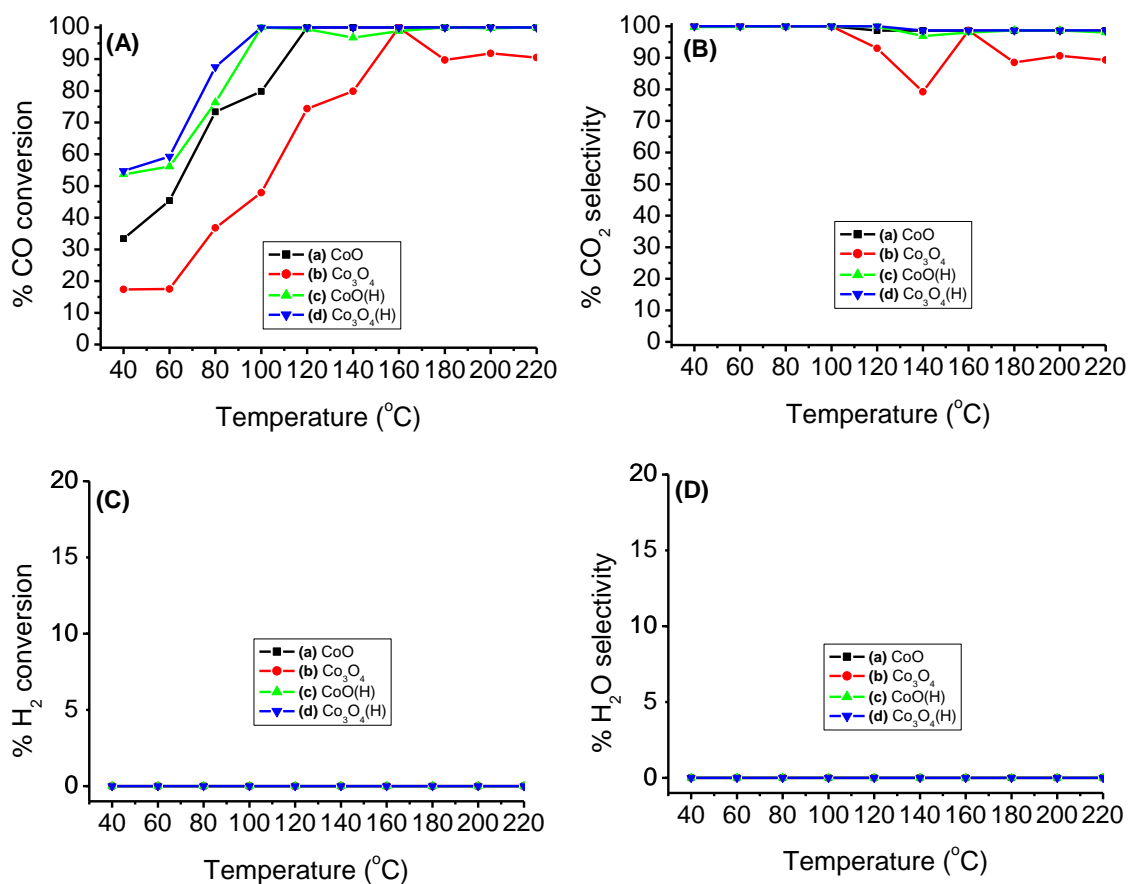 (A)
% CO conversion
100
90
80
70
60
50
40
30
20
10
0
(a) CoO
(b) Co₃O₄
(c) CoO(H)
(d) Co₃O₄(H)
40 60 80 100 120 140 160 180 200 220
Temperature (°C)
(B)
% CO₂ selectivity
100
90
80
70
60
50
40
30
20
10
0
(a) CoO
(b) Co₃O₄
(c) CoO(H)
(d) Co₃O₄(H)
40 60 80 100 120 140 160 180 200 220
Temperature (°C)
(C)
% H₂ conversion
20
15
10
5
0
(a) CoO
(b) Co₃O₄
(c) CoO(H)
(d) Co₃O₄(H)
40 60 80 100 120 140 160 180 200 220
Temperature (°C)
(D)
% H₂O selectivity
20
15
10
5
0
(a) CoO
(b) Co₃O₄
(c) CoO(H)
(d) Co₃O₄(H)
40 60 80 100 120 140 160 180 200 220
Temperature (°C)